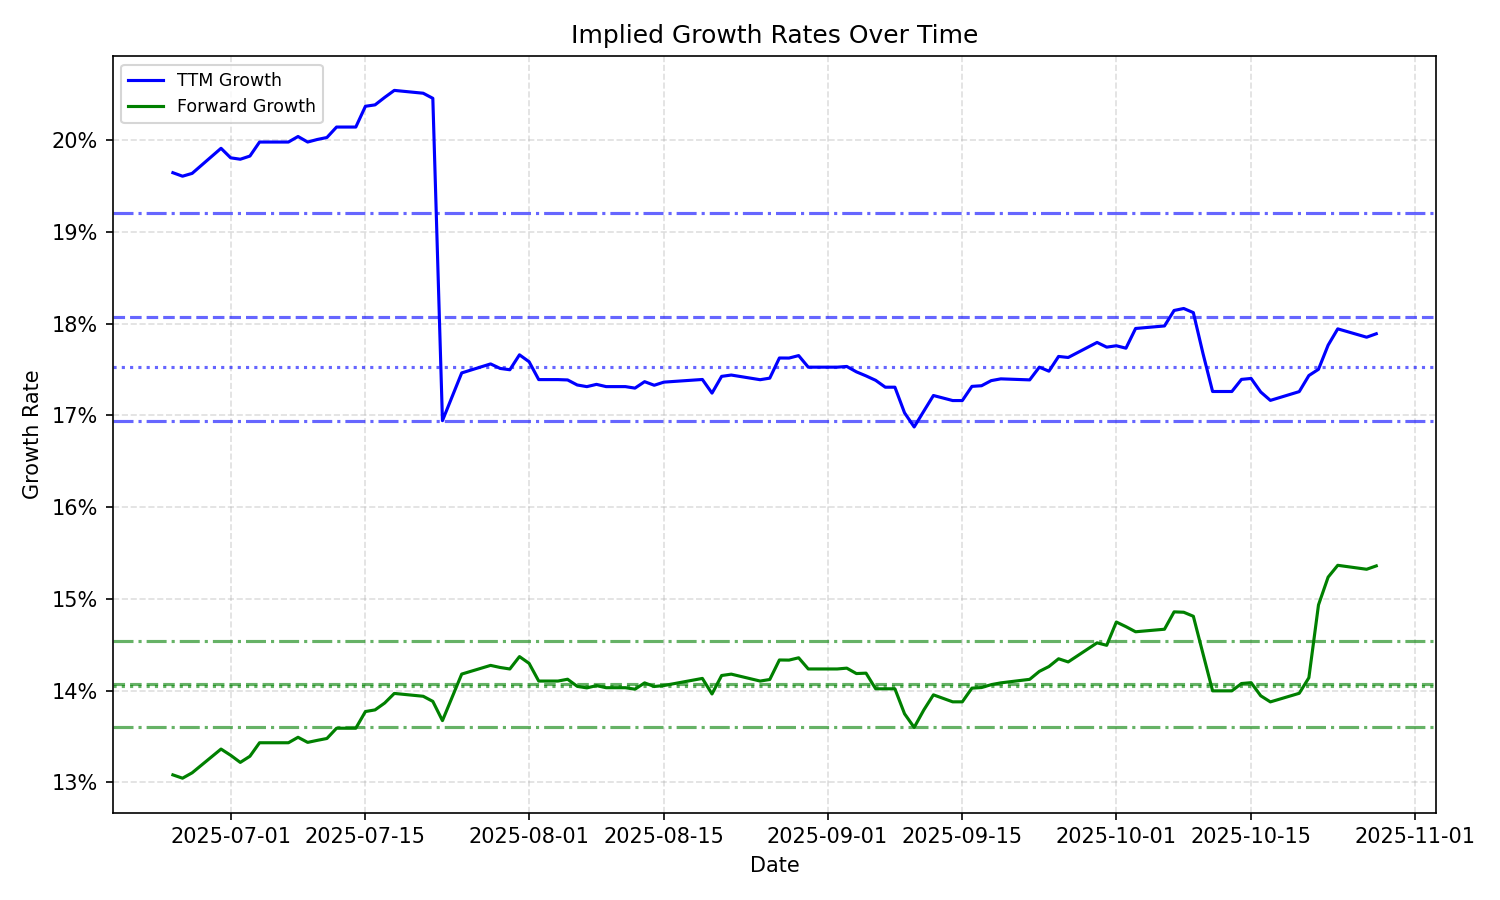 Implied Growth Rates Over Time
TTM Growth
Forward Growth
20%
19%
18%
17%
16%
15%
14%
13%
Growth Rate
2025-07-01 2025-07-15 2025-08-01 2025-08-15 2025-09-01 2025-09-15 2025-10-01 2025-10-15 2025-11-01
Date